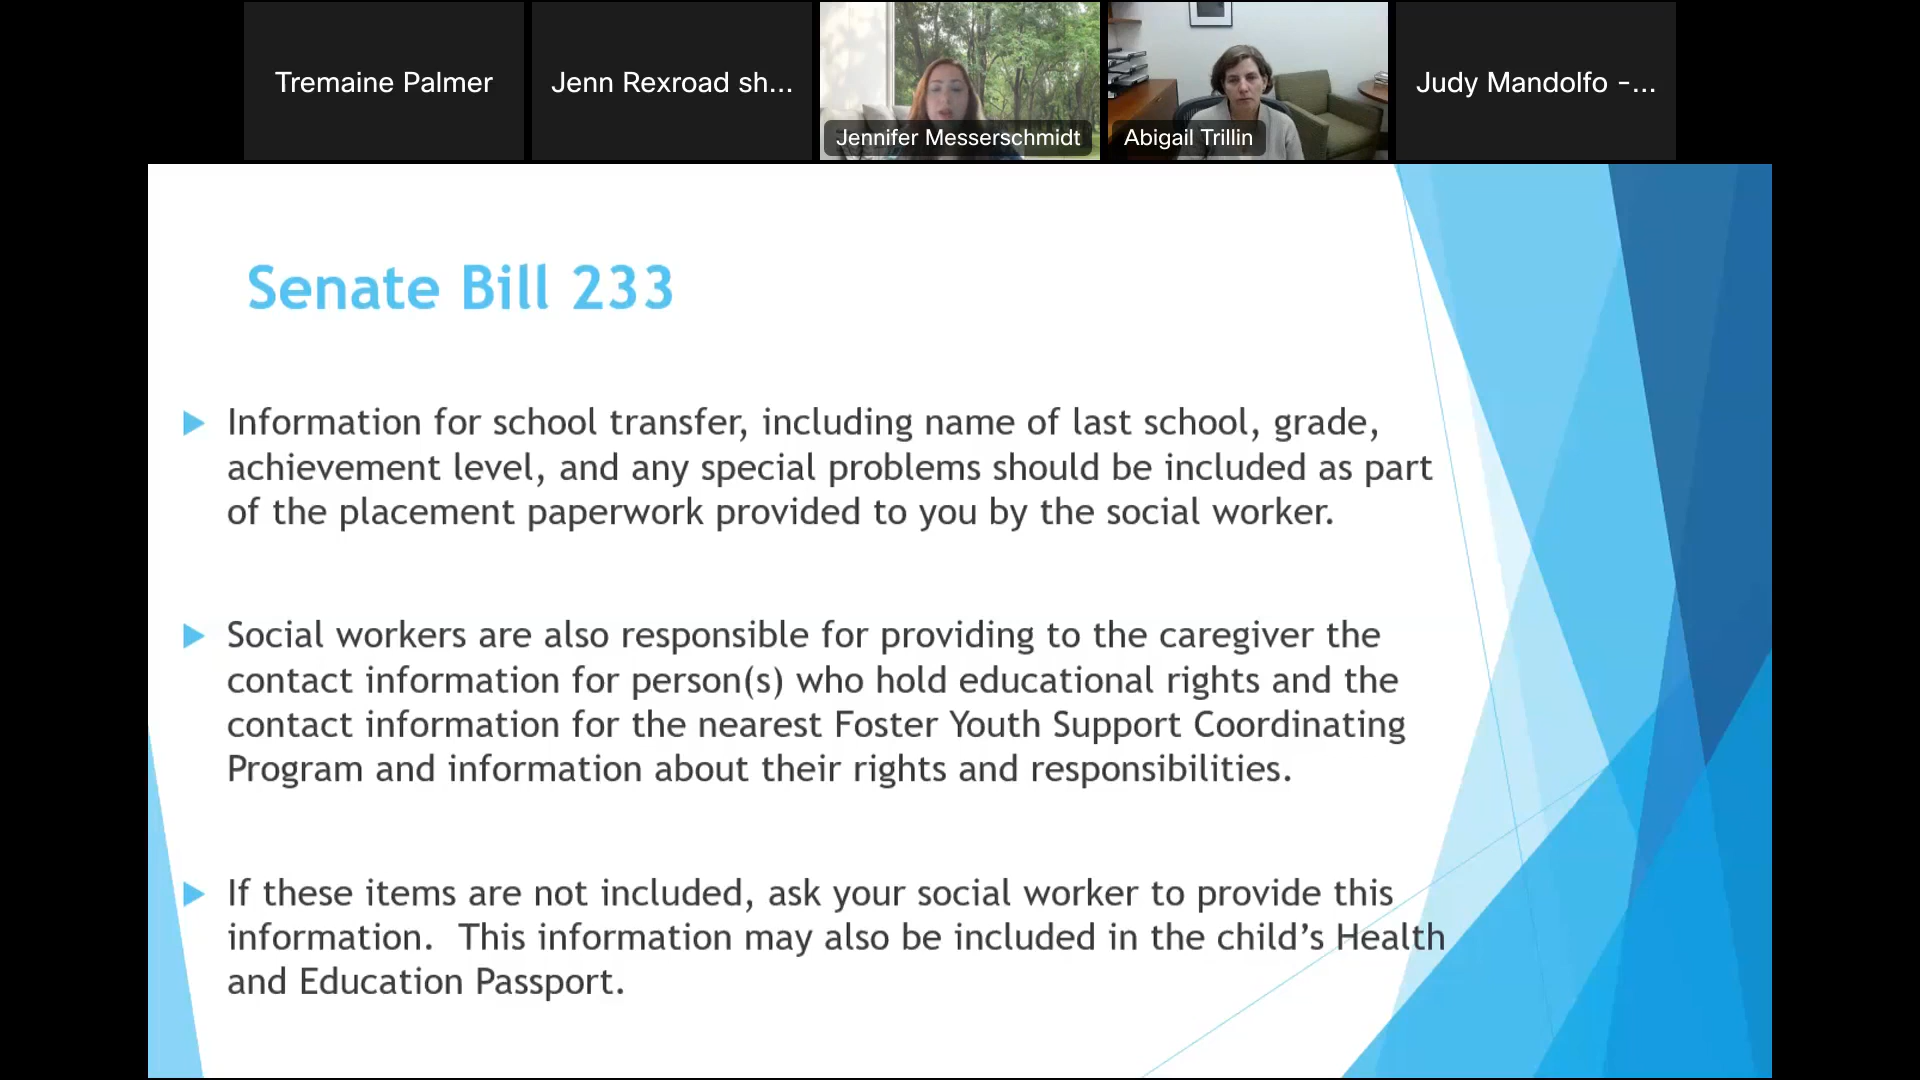 Tremaine Palmer
Jenn Rexroad sh...
Jennifer Messerschmidt
Abigail Trillin
Judy Mandolfo -...
Senate Bill 233
Information for school transfer, including name of last school, grade,
achievement level, and any special problems should be included as part
of the placement paperwork provided to you by the social worker.
Social workers are also responsible for providing to the caregiver the
contact information for person(s) who hold educational rights and the
contact information for the nearest Foster Youth Support Coordinating
Program and information about their rights and responsibilities.
If these items are not included, ask your social worker to provide this
information.  This information may also be included in the child’s Health
and Education Passport.